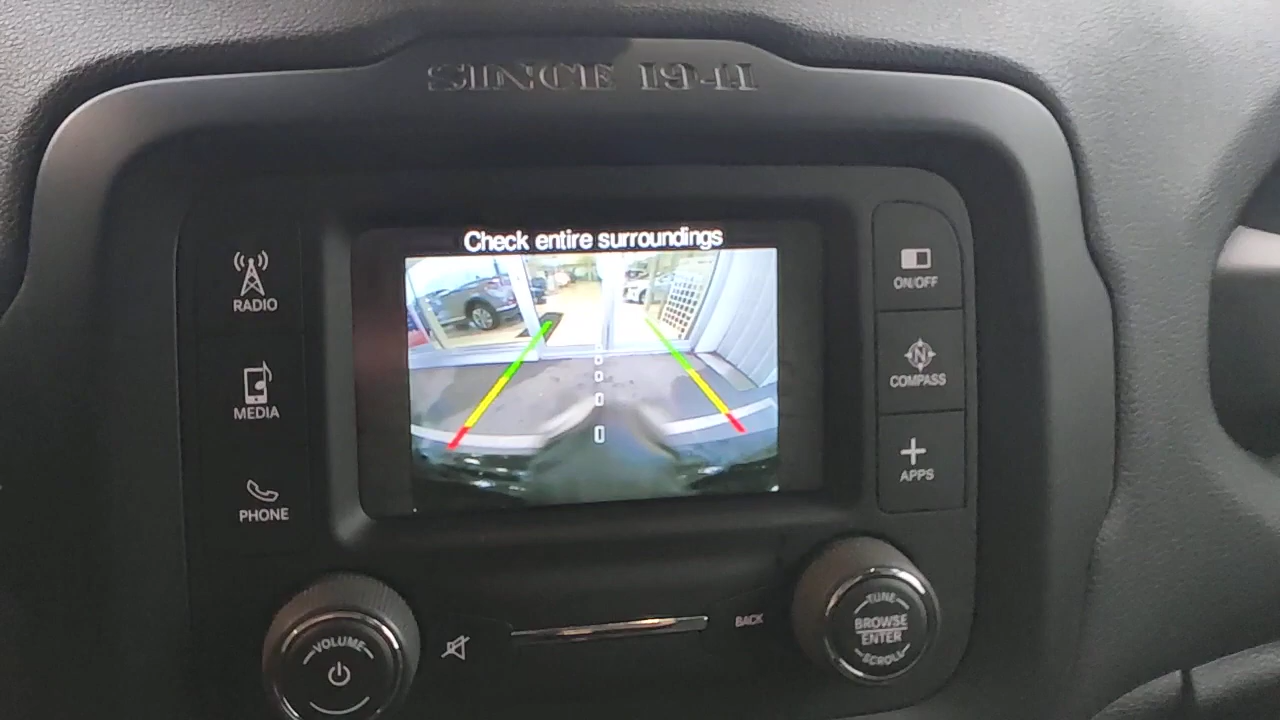 SINCE 1941
Check entire surroundings
RADIO
MEDIA
PHONE
ON/OFF
N
COMPASS
APPS
VOLUME
BACK
TUNE
BROWSE
ENTER
SCROLL